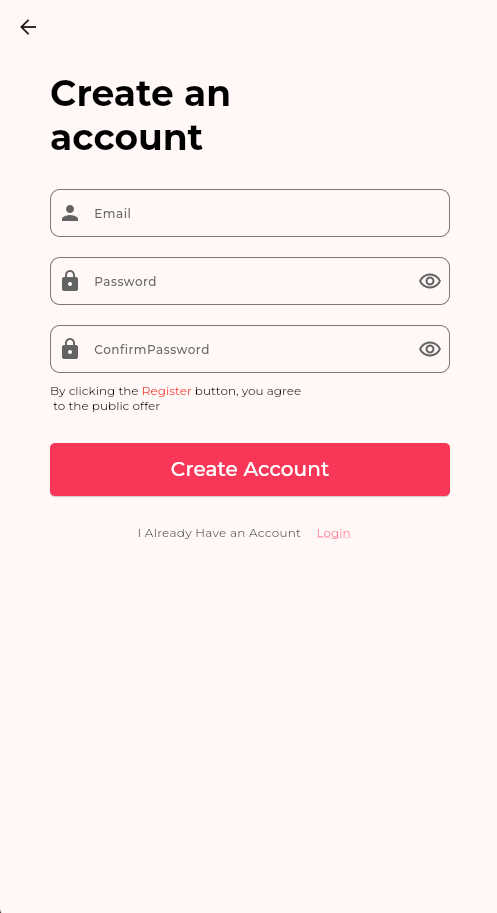 Create an
account
Email
Password
ConfirmPassword
By clicking the Register button, you agree
to the public offer
Create Account
I Already Have an Account Login